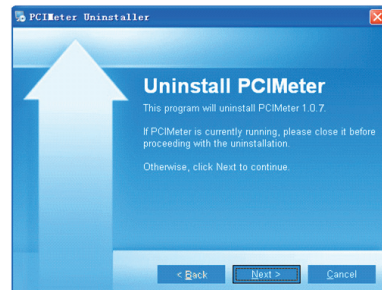 PCIMeter Uninstaller
Uninstall PCIMeter
This program will uninstall PCIMeter 1.0.7.
If PCIMeter is currently running, please close it before
proceeding with the uninstallation.
Otherwise, click Next to continue.
< Back
Next >
Cancel